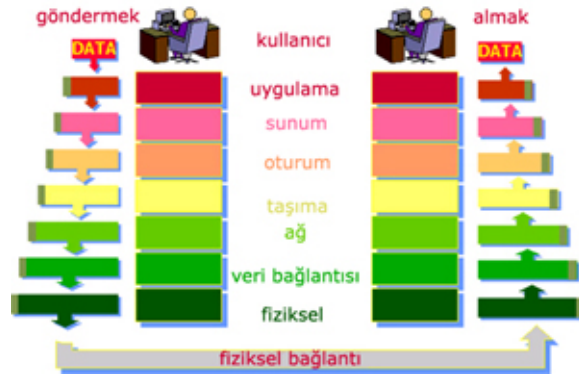 göndermek
almak
kullanıcı
DATA
DATA
uygulama
sunum
oturum
taşıma
ağ
veri bağlantısı
fiziksel
fiziksel bağlantı